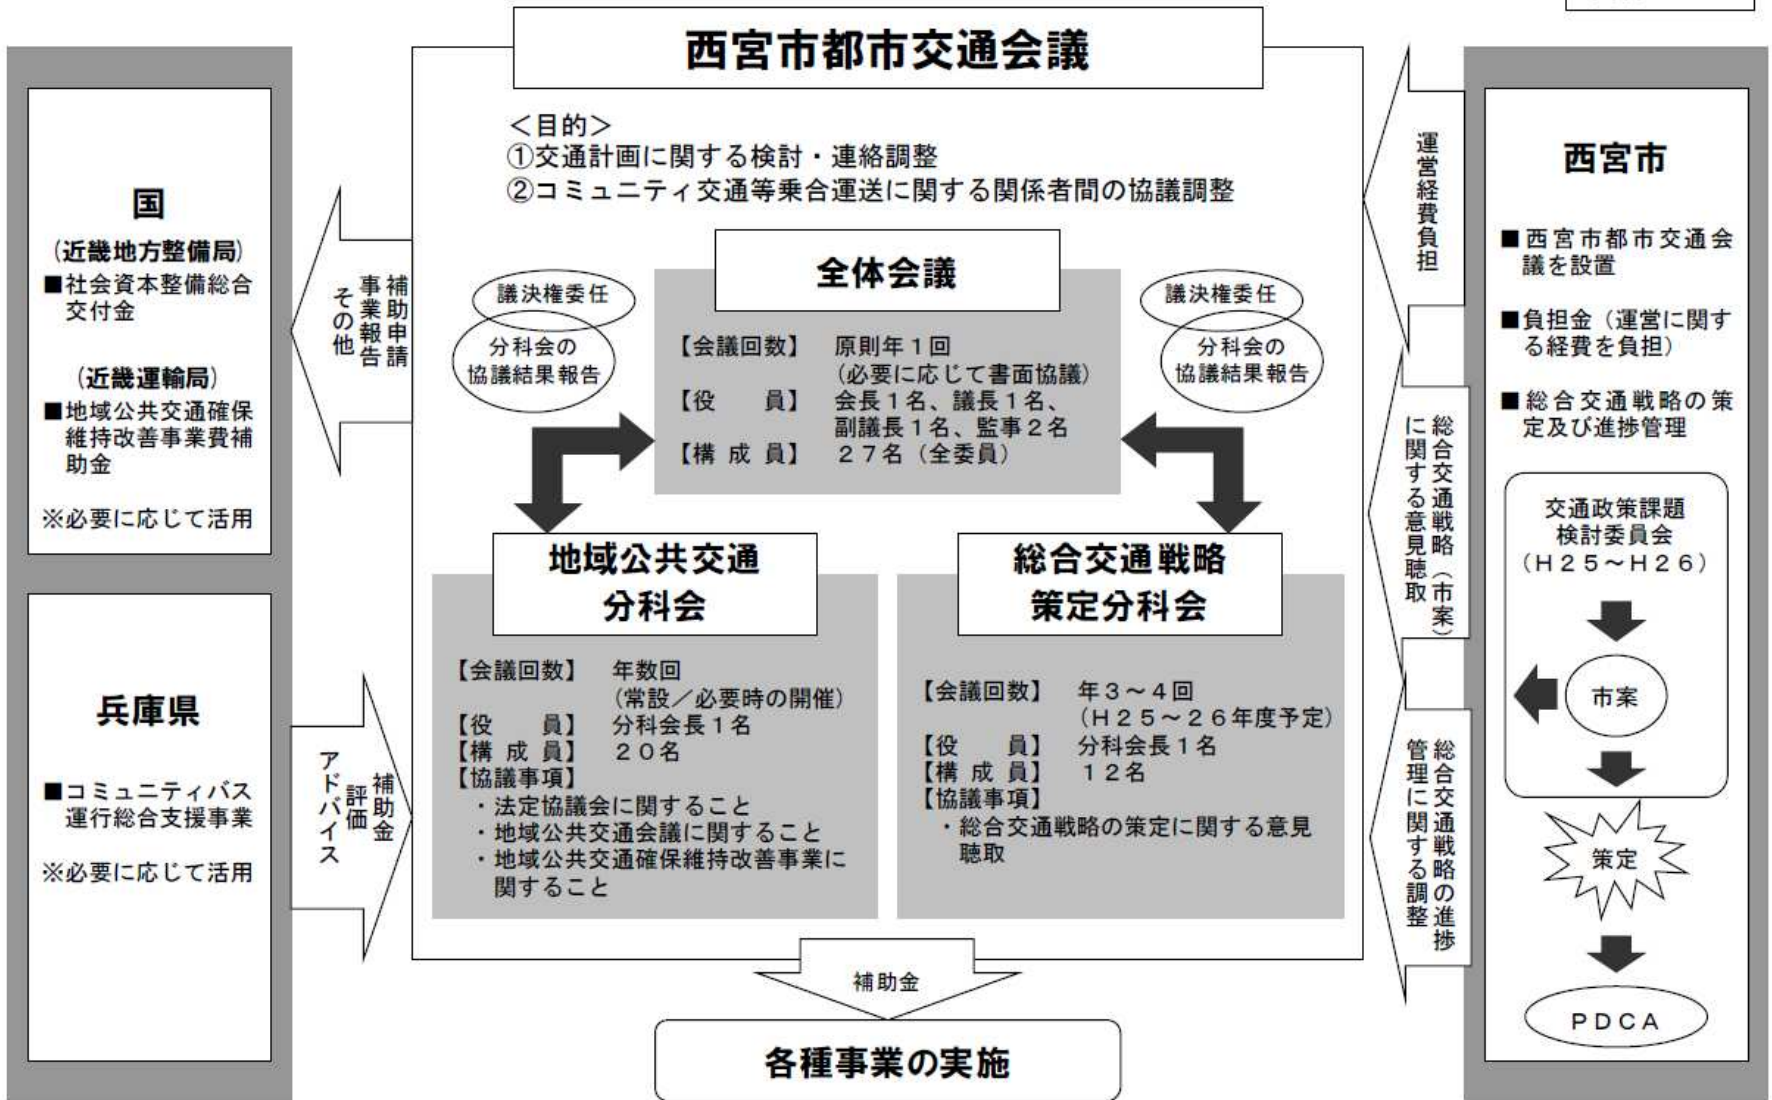 西宮市都市交通会議
＜目的＞
①交通計画に関する検討・連絡調整
②コミュニティ交通等乗合運送に関する関係者間の協議調整
国
(近畿地方整備局)
■社会資本整備総合
交付金
(近畿運輸局)
■地域公共交通確保
維持改善事業費補
助金
※必要に応じて活用
兵庫県
■コミュニティバス
運行総合支援事業
※必要に応じて活用
補助申請
事業報告
その他
補助金
評価
アドバイス
全体会議
議決権委任
分科会の
協議結果報告
議決権委任
分科会の
協議結果報告
【会議回数】 原則年１回
(必要に応じて書面協議)
【役　　員】 会長１名、議長１名、
副議長１名、監事２名
【構 成 員】 ２７名（全委員）
地域公共交通
分科会
【会議回数】 年数回
(常設／必要時の開催)
【役　　員】 分科会長１名
【構 成 員】 ２０名
【協議事項】
・法定協議会に関すること
・地域公共交通会議に関すること
・地域公共交通確保維持改善事業に
関すること
総合交通戦略
策定分科会
【会議回数】 年３～４回
(Ｈ２５～２６年度予定)
【役　　員】 分科会長１名
【構 成 員】 １２名
【協議事項】
・総合交通戦略の策定に関する意見
聴取
補助金
各種事業の実施
運営経費負担
総合交通戦略（市案）
に関する意見聴取
総合交通戦略の進捗
管理に関する調整
西宮市
■西宮市都市交通会
議を設置
■負担金（運営に関す
る経費を負担）
■総合交通戦略の策
定及び進捗管理
交通政策課題
検討委員会
(Ｈ２５～Ｈ２６)
市案
策定
ＰＤＣＡ